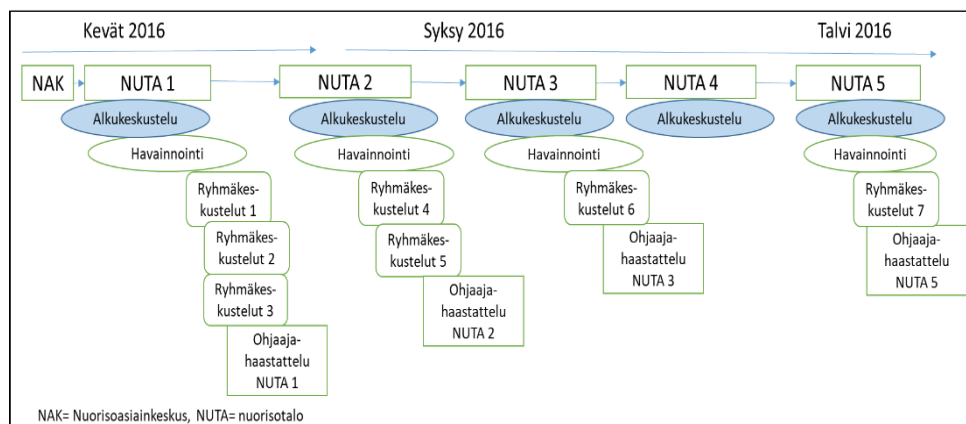 Kevät 2016
Syksy 2016
Talvi 2016
NAK
NUTA 1
NUTA 2
NUTA 3
NUTA 4
NUTA 5
Alkukeskustelu
Alkukeskustelu
Alkukeskustelu
Alkukeskustelu
Alkukeskustelu
Havainnointi
Havainnointi
Havainnointi
Havainnointi
Ryhmäkes-
kustelut 1
Ryhmäkes-
kustelut 2
Ryhmäkes-
kustelut 3
Ohjaaja-
haastattelu
NUTA 1
Ryhmäkes-
kustelut 4
Ryhmäkes-
kustelut 5
Ohjaaja-
haastattelu
NUTA 2
Ryhmäkes-
kustelut 6
Ohjaaja-
haastattelu
NUTA 3
Ryhmäkes-
kustelut 7
Ohjaaja-
haastattelu
NUTA 5
NAK= Nuorisoasiainkeskus, NUTA= nuorisotalo